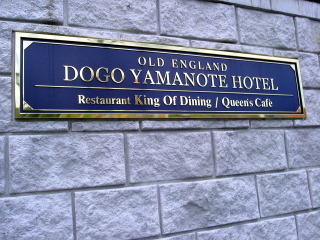 OLD ENGLAND
DOGO YAMANOTE HOTEL
Restaurant King Of Dining / Queen's Cafe